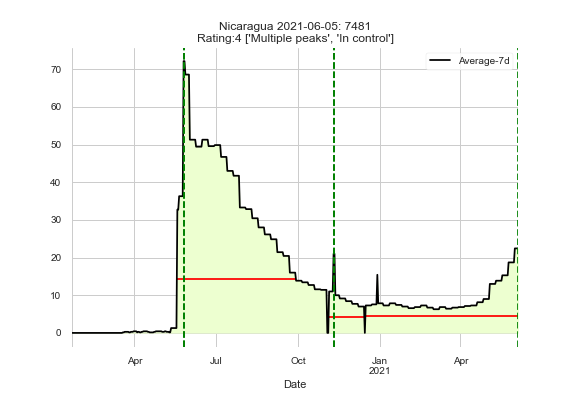 Nicaragua 2021-06-05: 7481
Rating:4 ['Multiple peaks', 'In control']
Average-7d
70
60
50
40
30
20
10
0
Apr
Jul
Oct
Jan
2021
Apr
Date